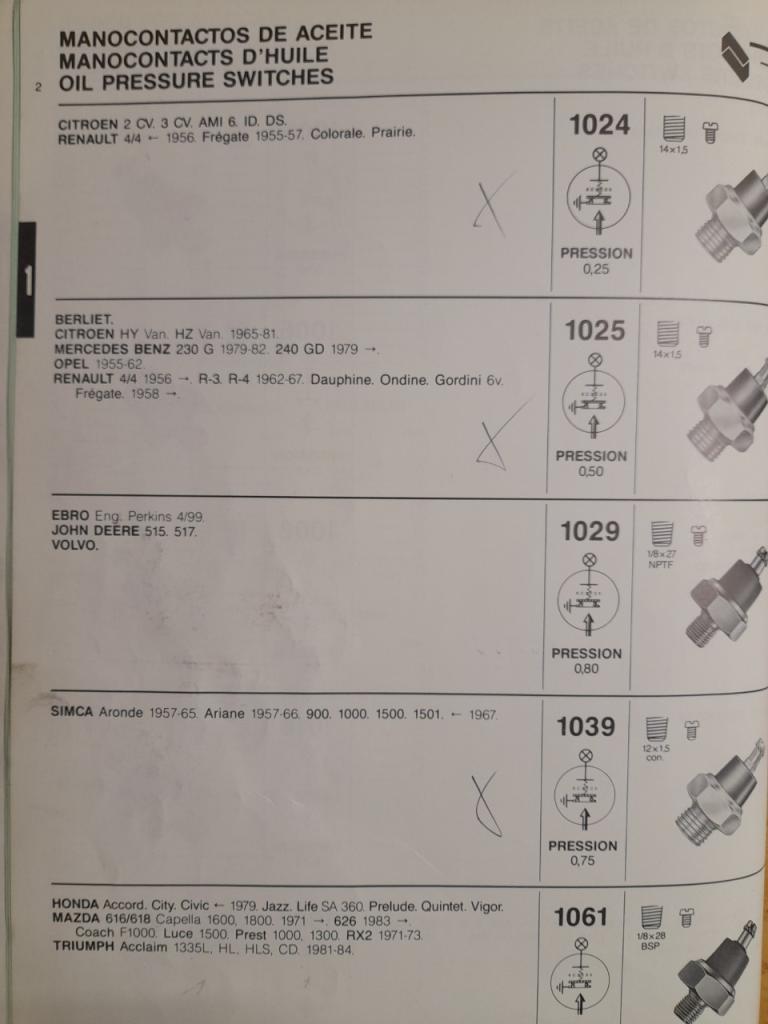 MANOCONTACTOS DE ACEITE
MANOCONTACTS D'HUILE
OIL PRESSURE SWITCHES
2
CITROEN 2 CV. 3 CV. AMI 6. ID. DS.
RENAULT 4/4 ← 1956. Frégate 1955-57. Colorale. Prairie.
1024
PRESSION
0,25
14x1,5
1
BERLIET.
CITROEN HY Van. HZ Van. 1965-81.
MERCEDES BENZ 230 G 1979-82. 240 GD 1979 →.
OPEL 1955-62.
RENAULT 4/4 1956 →. R-3. R-4 1962-67. Dauphine. Ondine. Gordini 6v.
Frégate. 1958 →.
1025
PRESSION
0,50
14x1,5
EBRO Eng. Perkins 4/99.
JOHN DEERE 515. 517.
VOLVO.
1029
PRESSION
0,80
1/8x27
NPTF
SIMCA Aronde 1957-65. Ariane 1957-66. 900. 1000. 1500. 1501. ← 1967.
1039
PRESSION
0,75
12x1,5
con.
HONDA Accord. City. Civic ← 1979. Jazz. Life SA 360. Prelude. Quintet. Vigor.
MAZDA 616/618 Capella 1600, 1800. 1971 →. 626 1983 →.
Coach F1000. Luce 1500. Prest 1000, 1300. RX2 1971-73.
TRIUMPH Acclaim 1335L, HL, HLS, CD. 1981-84.
1061
1/8x28
BSP